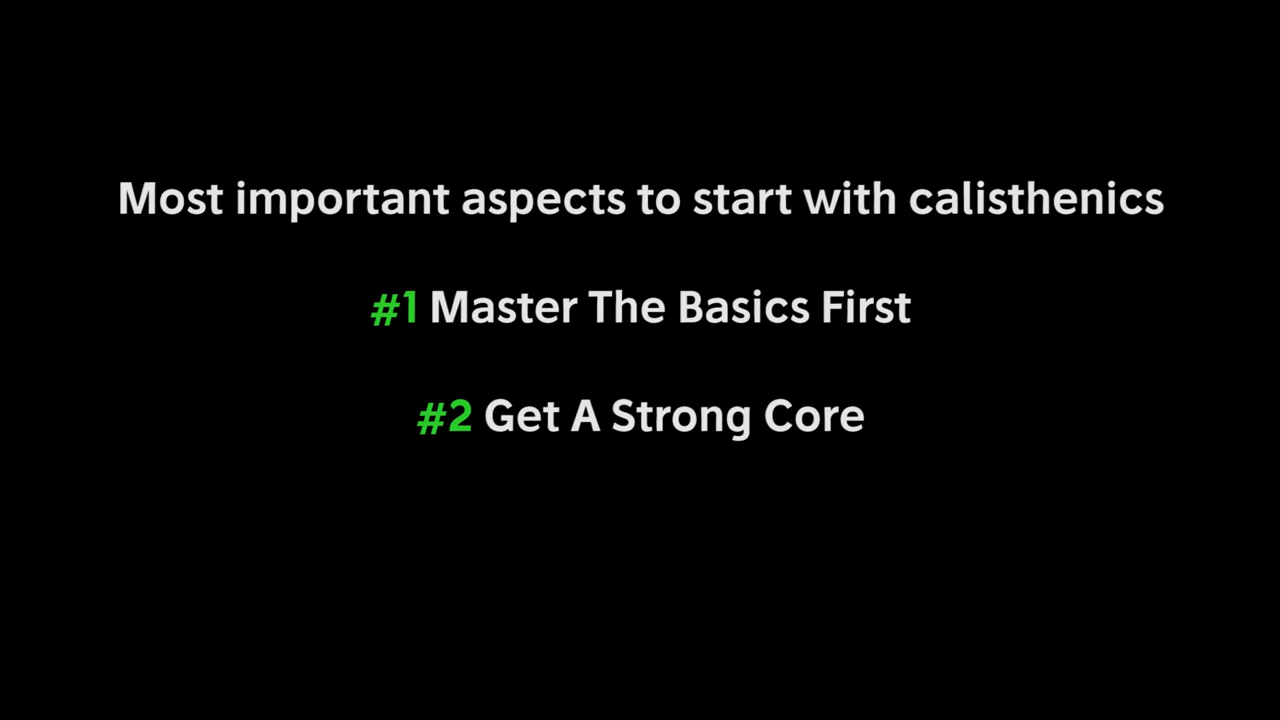 Most important aspects to start with calisthenics
#1 Master The Basics First
#2 Get A Strong Core